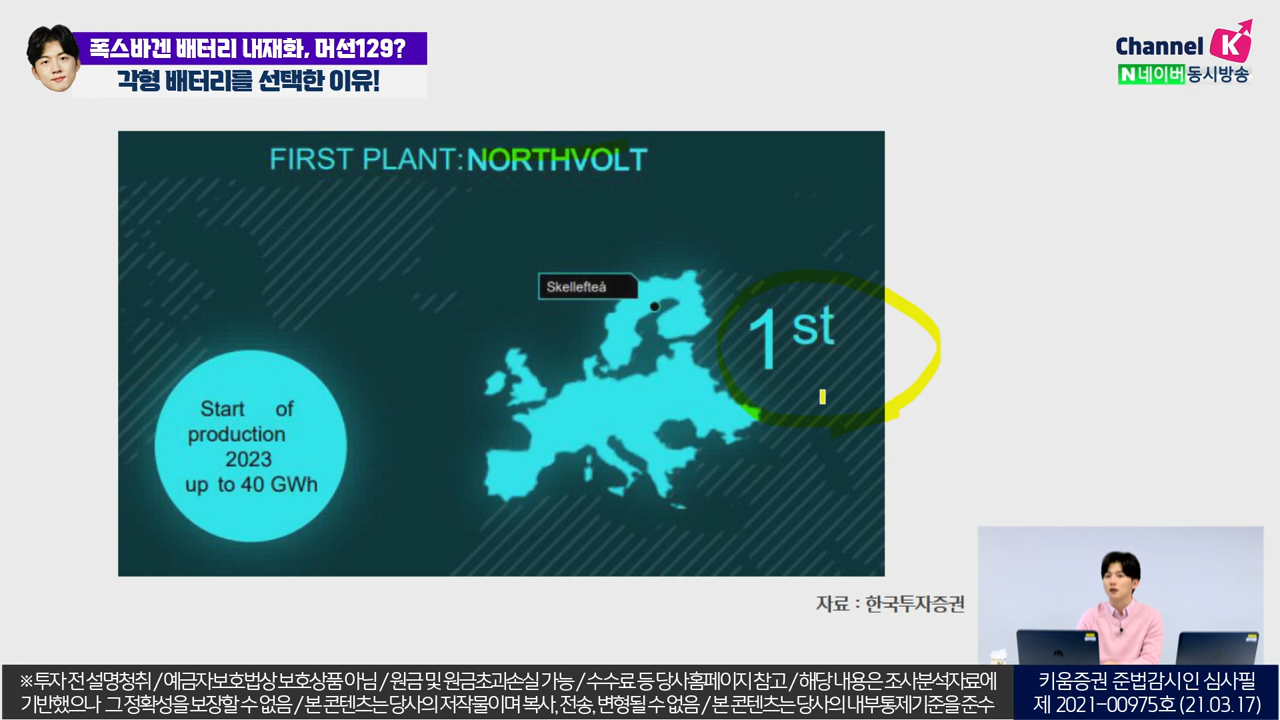 폭스바겐 배터리 내재화, 머선129?
각형 배터리를 선택한 이유!
Channel K
N 네이버 동시방송
FIRST PLANT: NORTHVOLT
Skellefteå
1st
Start of
production
2023
up to 40 GWh
자료 : 한국투자증권
※ 투자 전 설명청취 / 예금자보호법상 보호상품 아님 / 원금 및 원금초과손실 가능 / 수수료 등 당사홈페이지 참고 / 해당 내용은 조사분석자료에
기반했으나 그 정확성을 보장할 수 없음 / 본 콘텐츠는 당사의 저작물이며 복사, 전송, 변형될 수 없음 / 본 콘텐츠는 당사의 내부통제기준을 준수
키움증권 준법감시인 심사필
제 2021-00975호 (21.03.17)